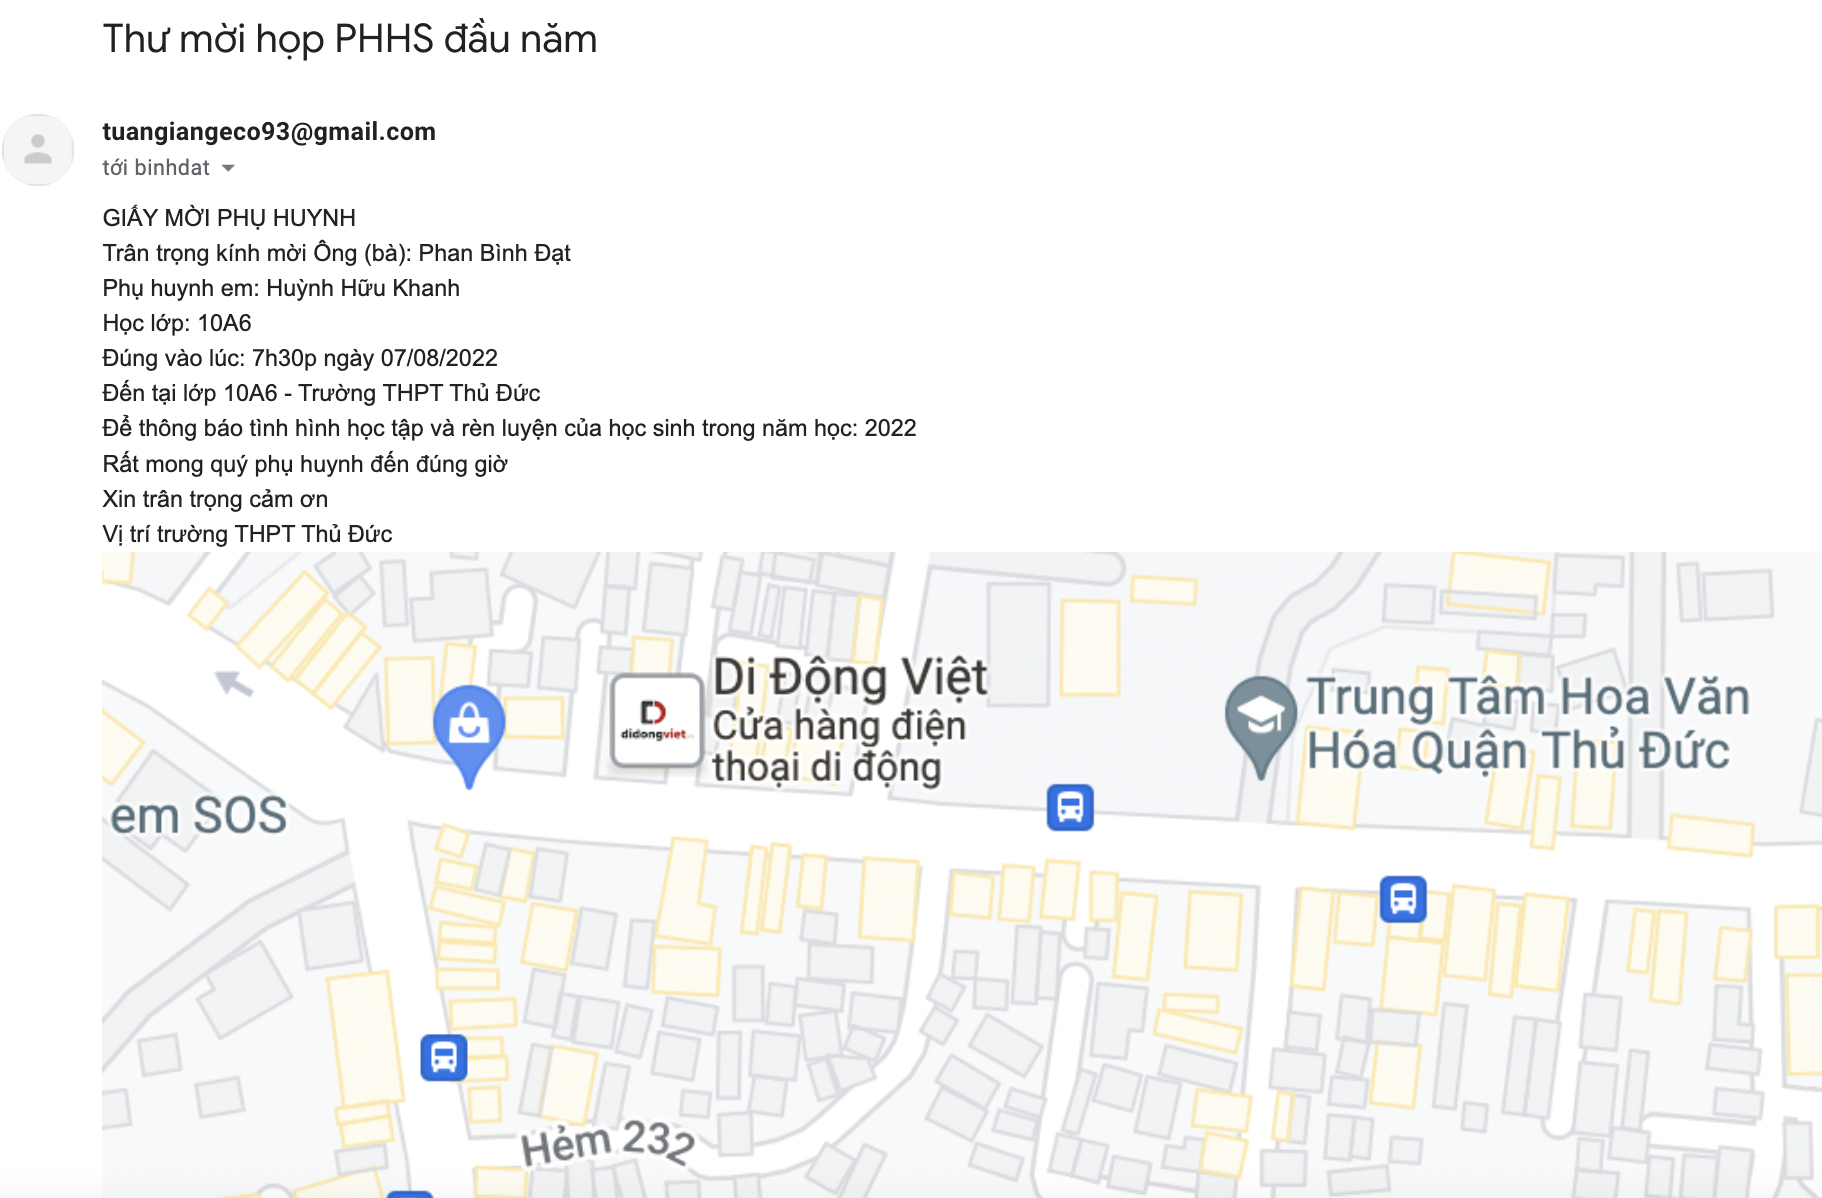 Thư mời họp PHHS đầu năm
tuangiangeco93@gmail.com
tới binhdat
GIẤY MỜI PHỤ HUYNH
Trân trọng kính mời Ông (bà): Phan Bình Đạt
Phụ huynh em: Huỳnh Hữu Khanh
Học lớp: 10A6
Đúng vào lúc: 7h30p ngày 07/08/2022
Đến tại lớp 10A6 - Trường THPT Thủ Đức
Để thông báo tình hình học tập và rèn luyện của học sinh trong năm học: 2022
Rất mong quý phụ huynh đến đúng giờ
Xin trân trọng cảm ơn
Vị trí trường THPT Thủ Đức
Di Động Việt
Cửa hàng điện
thoại di động
didongviet
Trung Tâm Hoa Văn
Hóa Quận Thủ Đức
em SOS
Hẻm 232